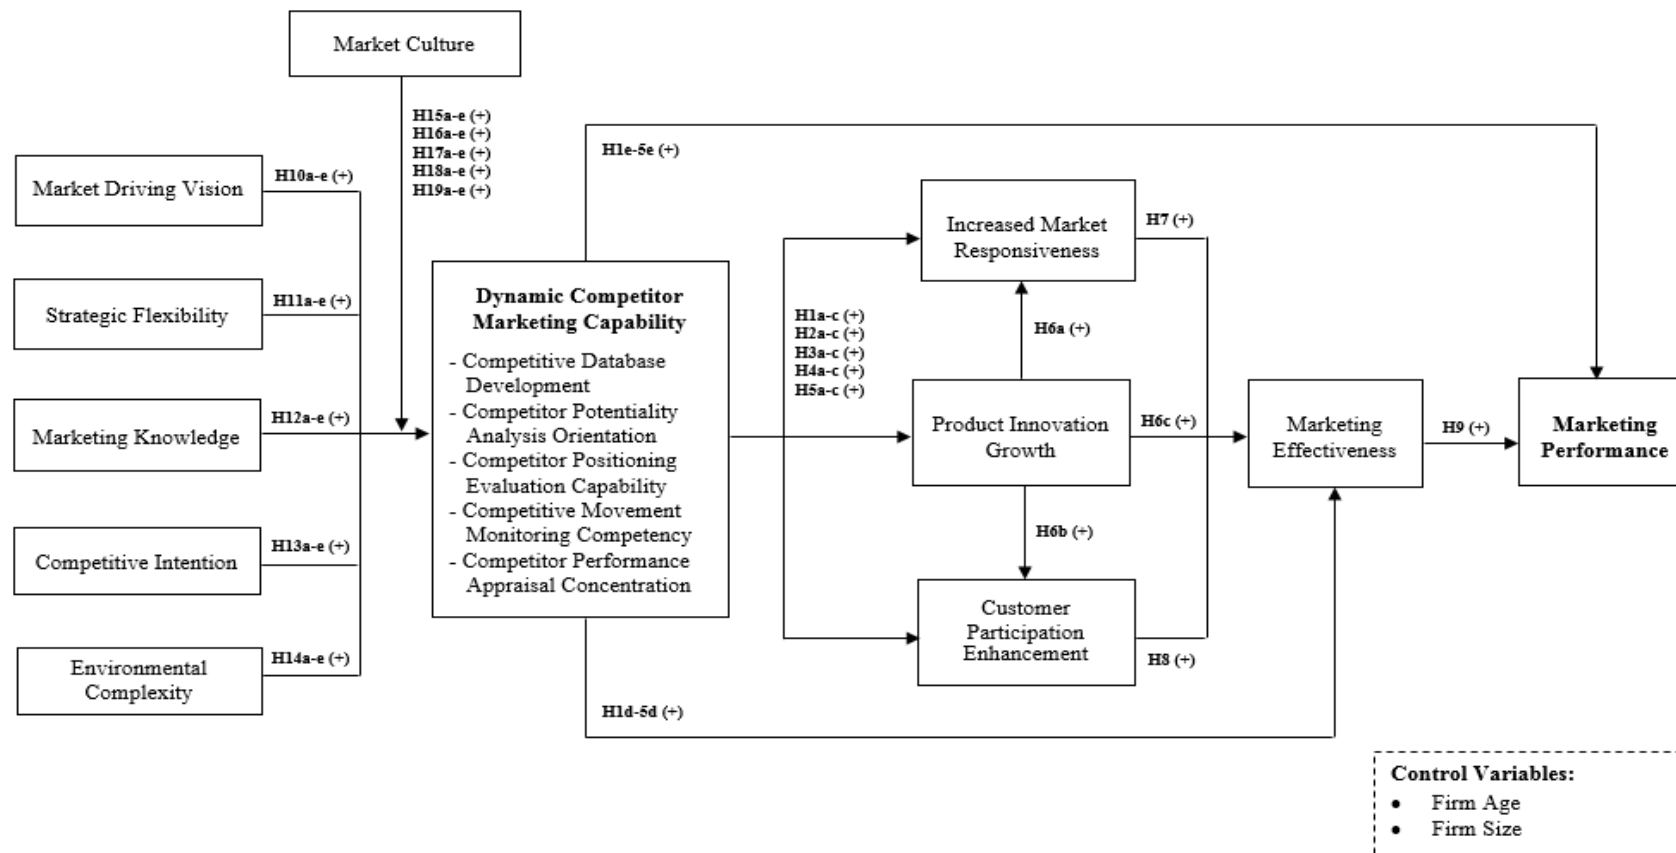 Market Culture
H15a-e (+)
H16a-e (+)
H17a-e (+)
H18a-e (+)
H19a-e (+)
Market Driving Vision
H10a-e (+)
Strategic Flexibility
H11a-e (+)
Marketing Knowledge
H12a-e (+)
Competitive Intention
H13a-e (+)
Environmental
Complexity
H14a-e (+)
Dynamic Competitor
Marketing Capability
- Competitive Database
Development
- Competitor Potentiality
Analysis Orientation
- Competitor Positioning
Evaluation Capability
- Competitive Movement
Monitoring Competency
- Competitor Performance
Appraisal Concentration
H1e-5e (+)
H1d-5d (+)
H1a-c (+)
H2a-c (+)
H3a-c (+)
H4a-c (+)
H5a-c (+)
Increased Market
Responsiveness
H7 (+)
H6a (+)
Product Innovation
Growth
H6c (+)
H6b (+)
Customer
Participation
Enhancement
H8 (+)
Marketing
Effectiveness
H9 (+)
Marketing
Performance
Control Variables:
• Firm Age
• Firm Size